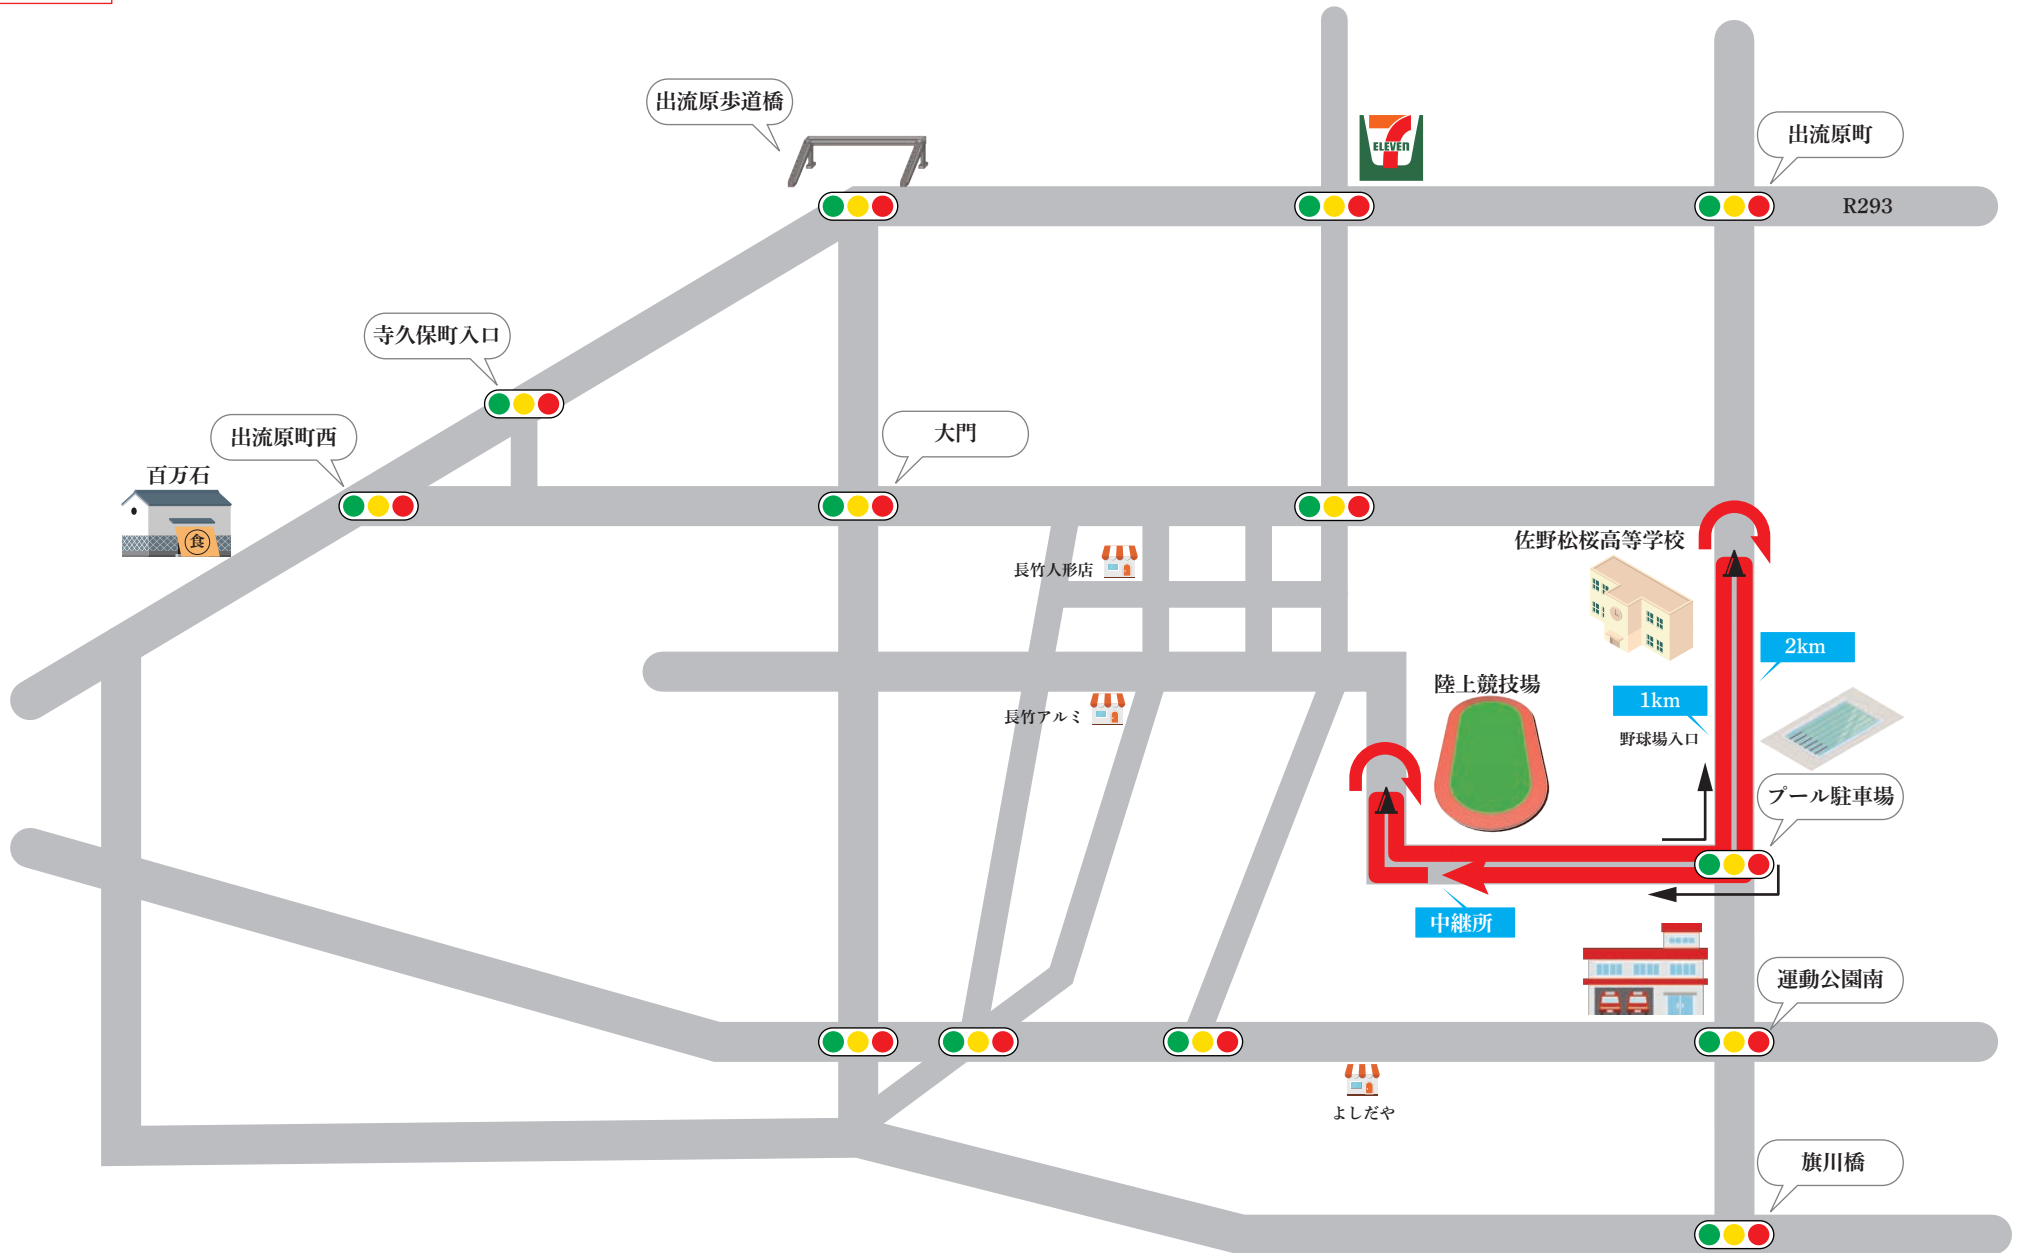 出流原歩道橋
ELEVEN
出流原町
R293
寺久保町入口
出流原町西
大門
百万石
食
佐野松桜高等学校
長竹人形店
2km
陸上競技場
1km
長竹アルミ
野球場入口
プール駐車場
中継所
運動公園南
よしだや
旗川橋